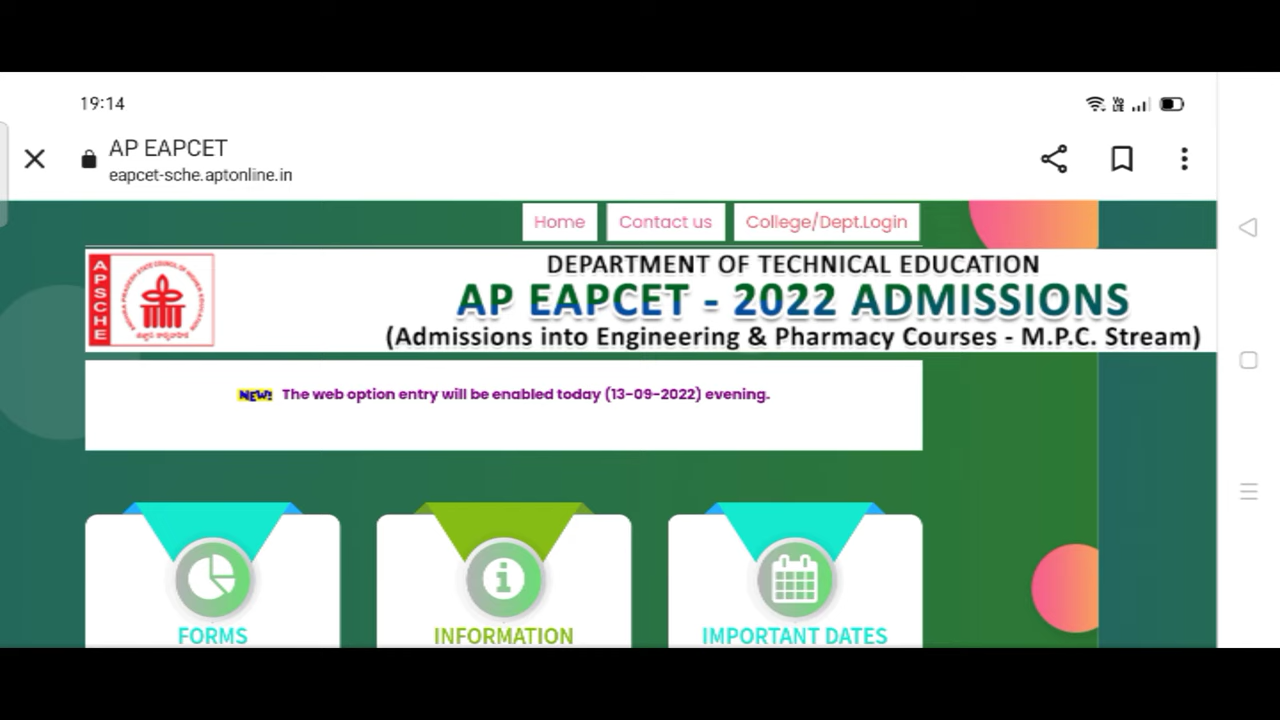 19:14
AP EAPCET
eapcet-sche.aptonline.in
Home Contact us College/Dept.Login
APSCHE
DEPARTMENT OF TECHNICAL EDUCATION
AP EAPCET - 2022 ADMISSIONS
(Admissions into Engineering & Pharmacy Courses - M.P.C. Stream)
NEW! The web option entry will be enabled today (13-09-2022) evening.
FORMS INFORMATION IMPORTANT DATES